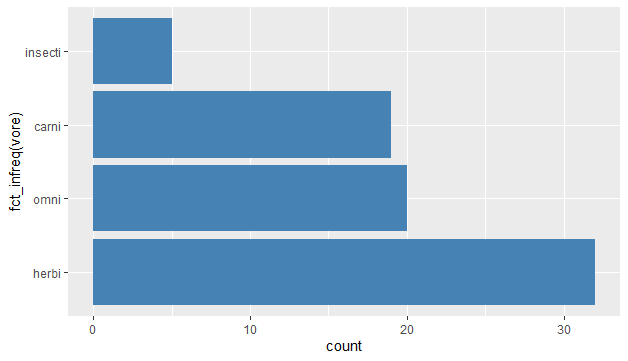 fct_infreq(vore)
insecti
carni
omni
herbi
0 10 20 30
count